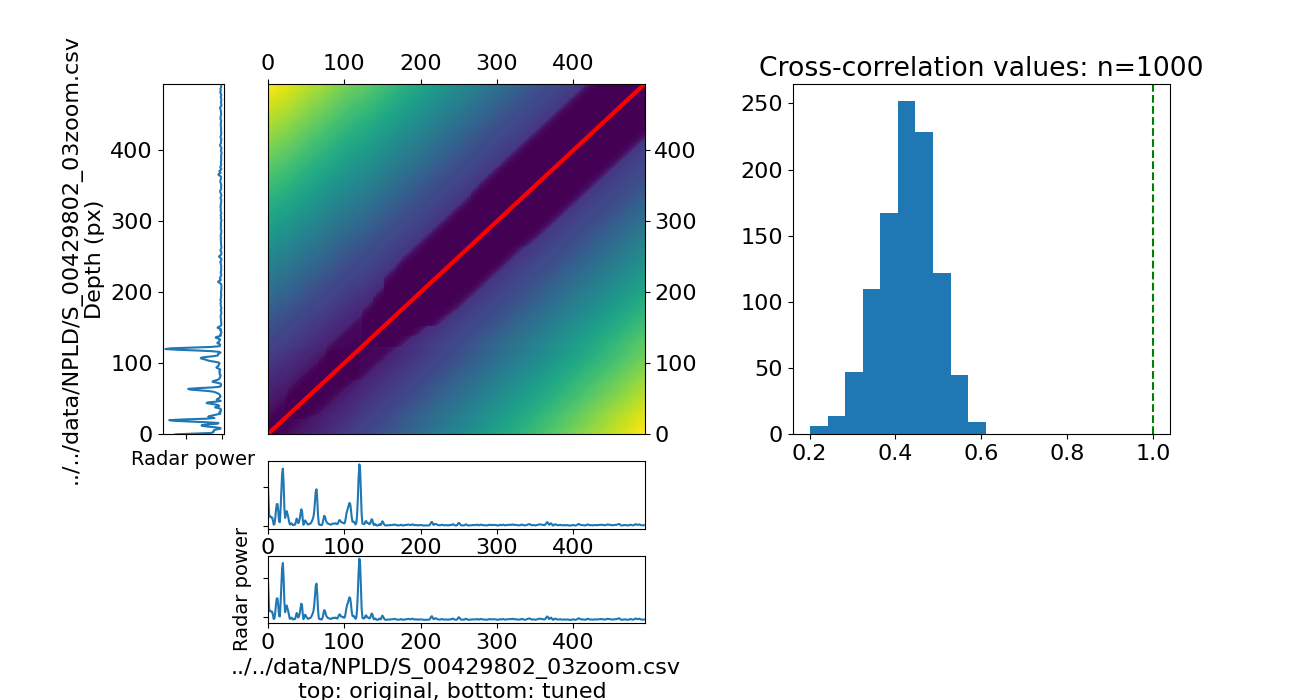 0 100 200 300 400
Cross-correlation values: n=1000
../../data/NPLD/S_00429802_03zoom.csv
Depth (px)
400
300
200
100
0
400
300
200
100
0
250
200
150
100
50
0
0.2 0.4 0.6 0.8 1.0
Radar power
0 100 200 300 400
Radar power
0 100 200 300 400
../../data/NPLD/S_00429802_03zoom.csv
top: original, bottom: tuned